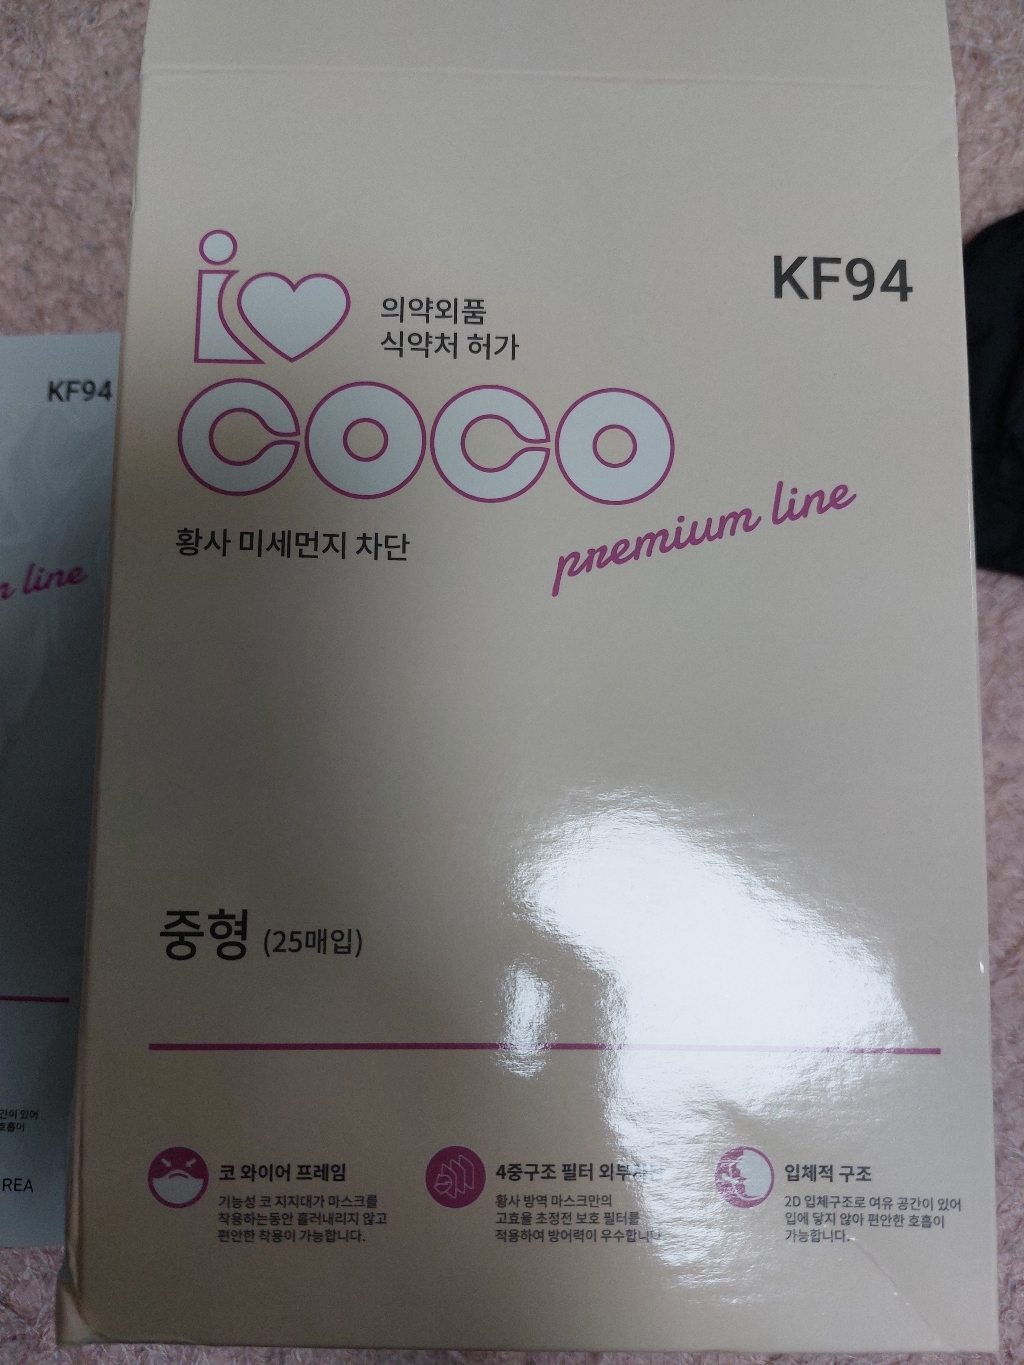 i
의약외품
식약처 허가
KF94
coco
premium line
황사 미세먼지 차단
중형 (25매입)
코 와이어 프레임
기능성 코 지지대가 마스크를
착용하는동안 흘러내리지 않고
편안한 착용이 가능합니다.
4중구조 필터 외부차단
황사 방역 마스크만의
고효율 초정전 보호 필터를
적용하여 방어력이 우수합니다
입체적 구조
2D 입체구조로 여유 공간이 있어
입에 닿지 않아 편안한 호흡이
가능합니다.
KF94
line
있어
호흡이
REA